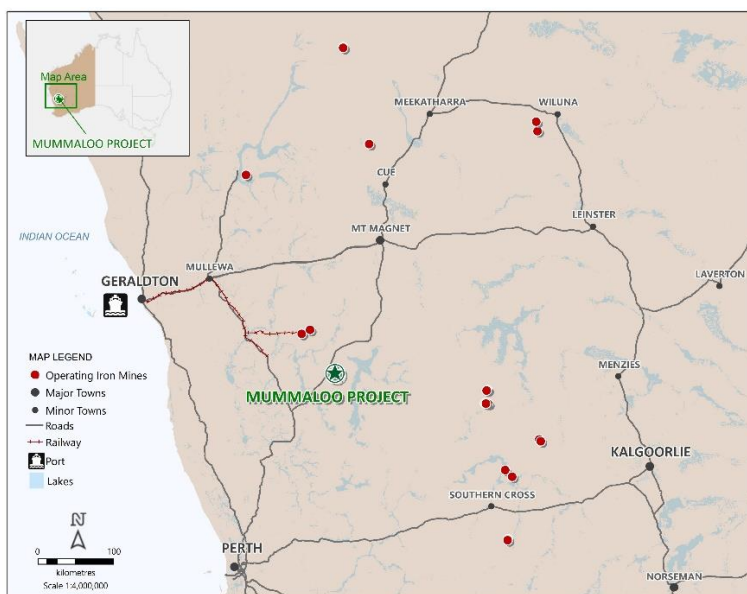 Map Area
MUMMALOO PROJECT
MEEKATHARRA
WILUNA
CUE
MT MAGNET
LEINSTER
INDIAN OCEAN
MULLEWA
GERALDTON
LAVERTON
MAP LEGEND
Operating Iron Mines
Major Towns
Minor Towns
Roads
Railway
Port
Lakes
MUMMALOO PROJECT
MENZIES
KALGOORLIE
SOUTHERN CROSS
N
0 100
kilometres
Scale 1:4,000,000
PERTH
NORSEMAN